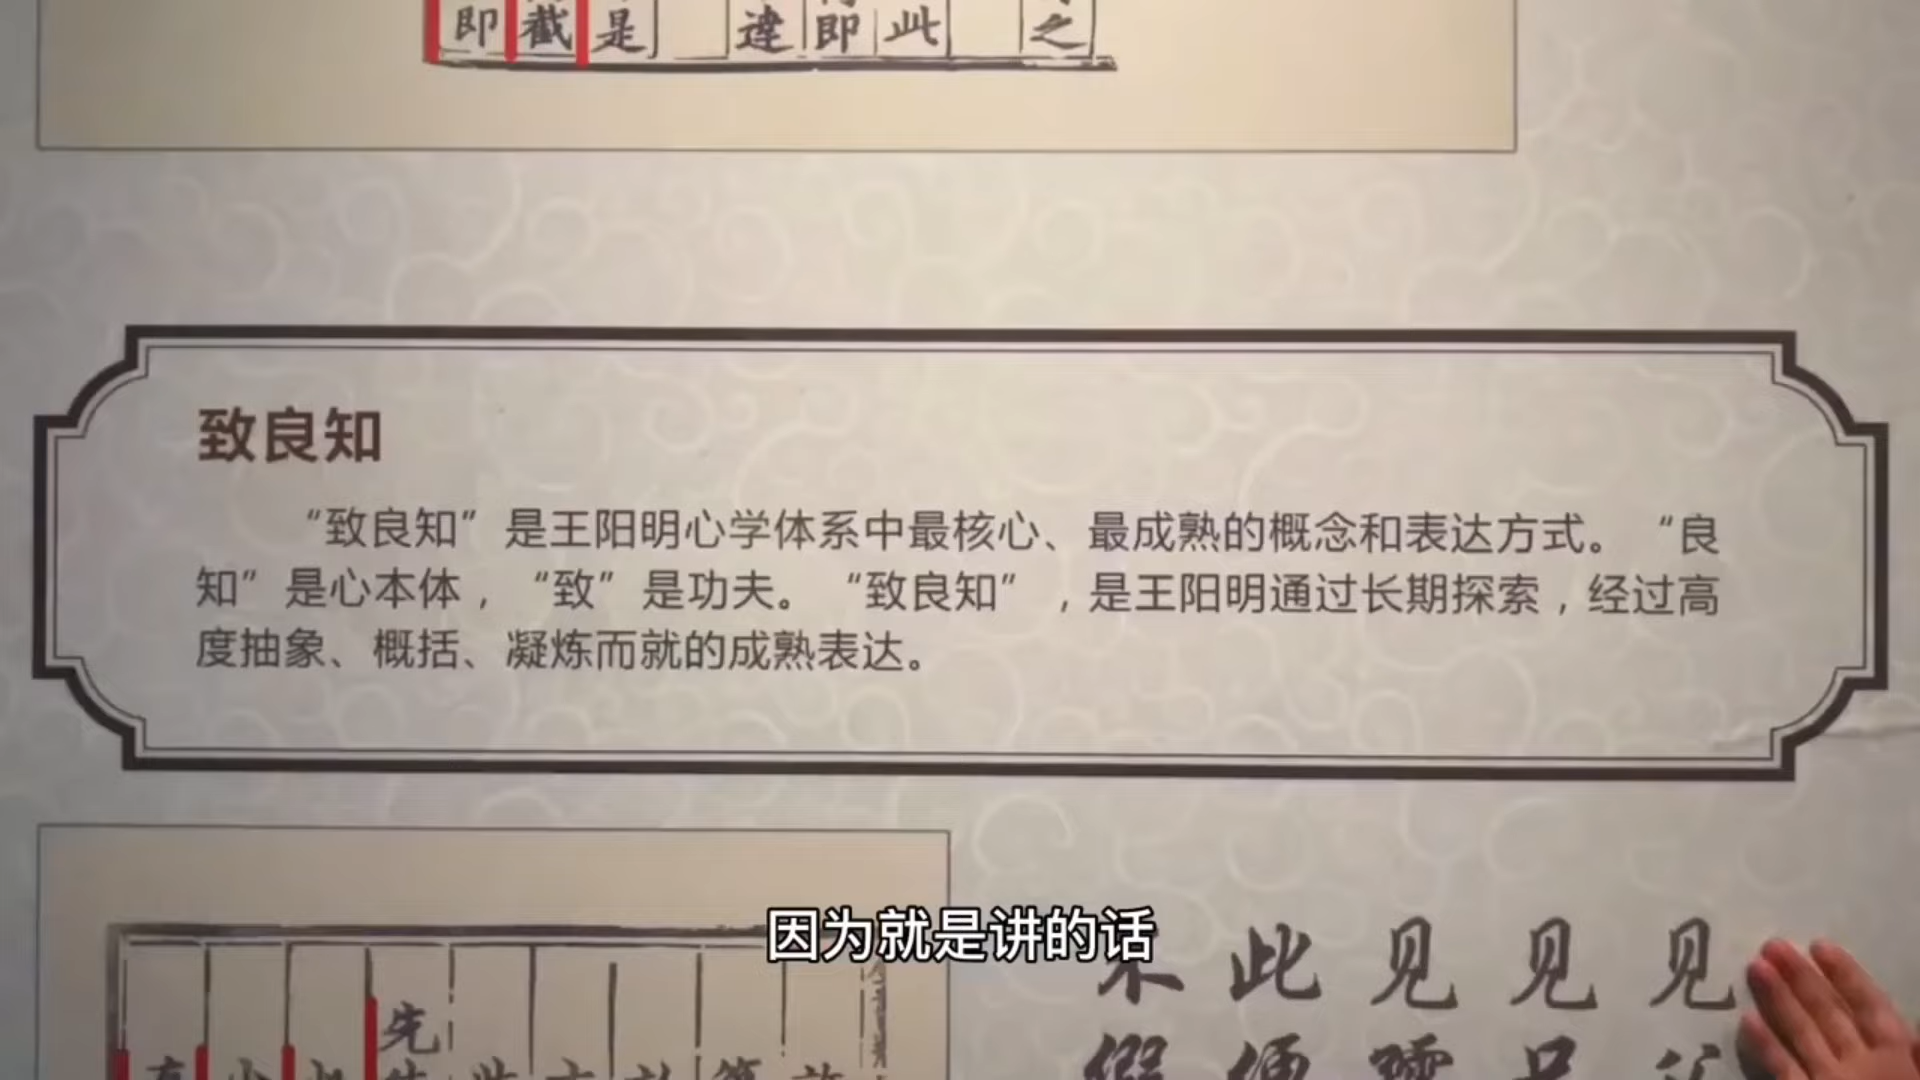 即 截 是 達 即 此 之
致良知
“致良知”是王阳明心学体系中最核心、最成熟的概念和表达方式。“良
知”是心本体，“致”是功夫。“致良知”，是王阳明通过长期探索，经过高
度抽象、概括、凝炼而就的成熟表达。
因为就是讲的话
先
此 见 见 见